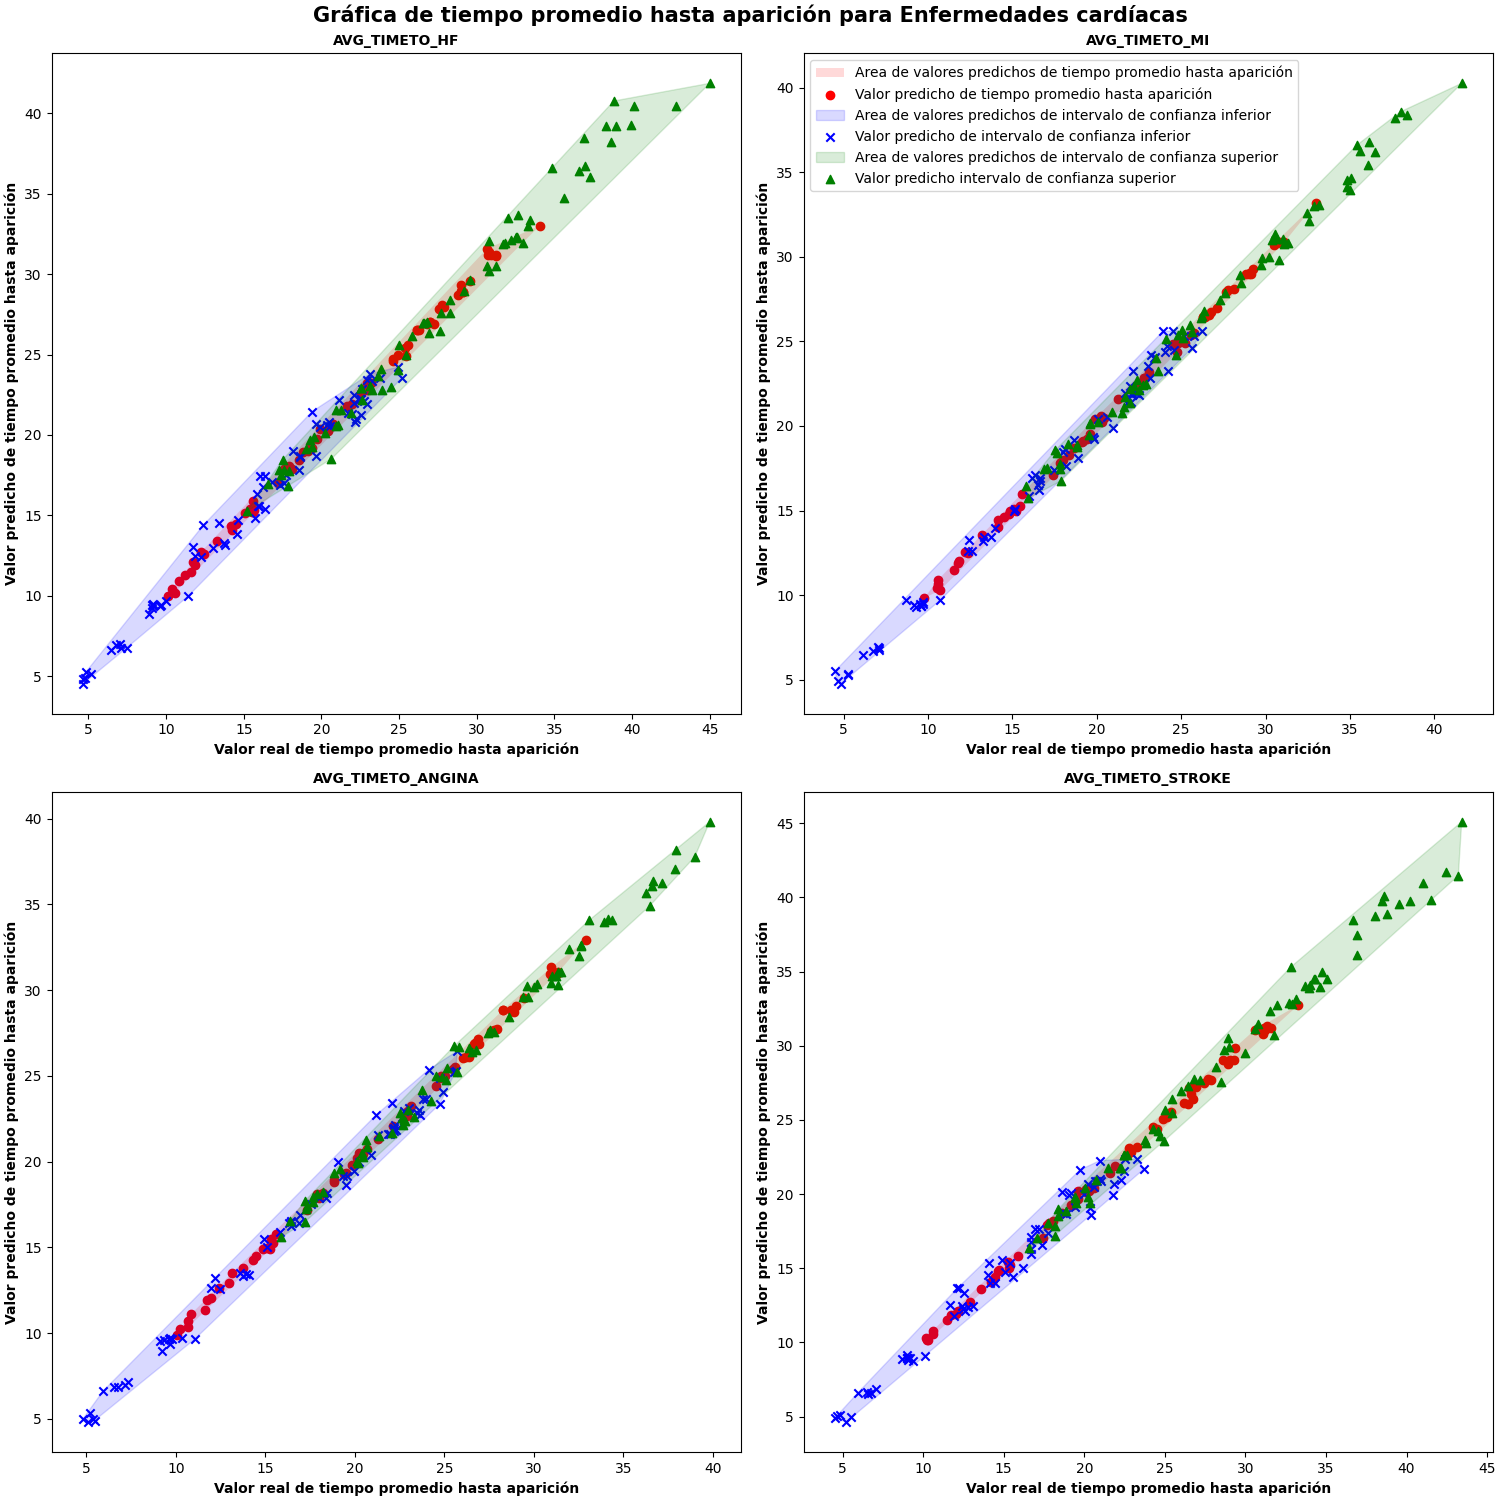 Gráfica de tiempo promedio hasta aparición para Enfermedades cardíacas
AVG_TIMETO_HF
Valor predicho de tiempo promedio hasta aparición
40
35
30
25
20
15
10
5
5 10 15 20 25 30 35 40 45
Valor real de tiempo promedio hasta aparición
AVG_TIMETO_MI
Area de valores predichos de tiempo promedio hasta aparición
Valor predicho de tiempo promedio hasta aparición
Area de valores predichos de intervalo de confianza inferior
Valor predicho de intervalo de confianza inferior
Area de valores predichos de intervalo de confianza superior
Valor predicho intervalo de confianza superior
Valor predicho de tiempo promedio hasta aparición
40
35
30
25
20
15
10
5
5 10 15 20 25 30 35 40
Valor real de tiempo promedio hasta aparición
AVG_TIMETO_ANGINA
Valor predicho de tiempo promedio hasta aparición
40
35
30
25
20
15
10
5
5 10 15 20 25 30 35 40
Valor real de tiempo promedio hasta aparición
AVG_TIMETO_STROKE
Valor predicho de tiempo promedio hasta aparición
45
40
35
30
25
20
15
10
5
5 10 15 20 25 30 35 40 45
Valor real de tiempo promedio hasta aparición